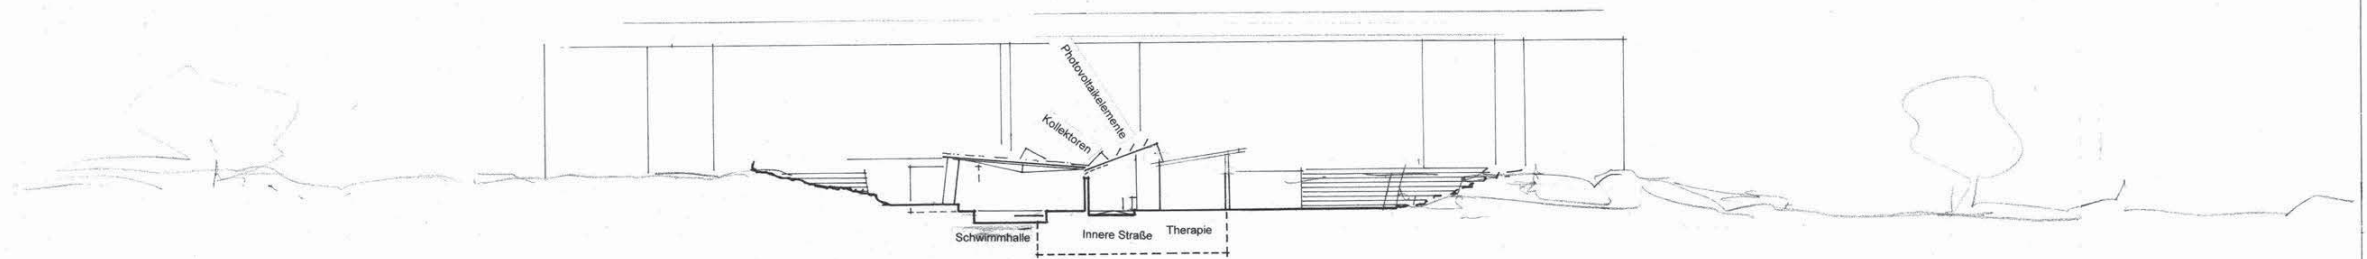 Photovoltaikelemente
Kollektoren
Schwimmhalle
Innere Straße
Therapie